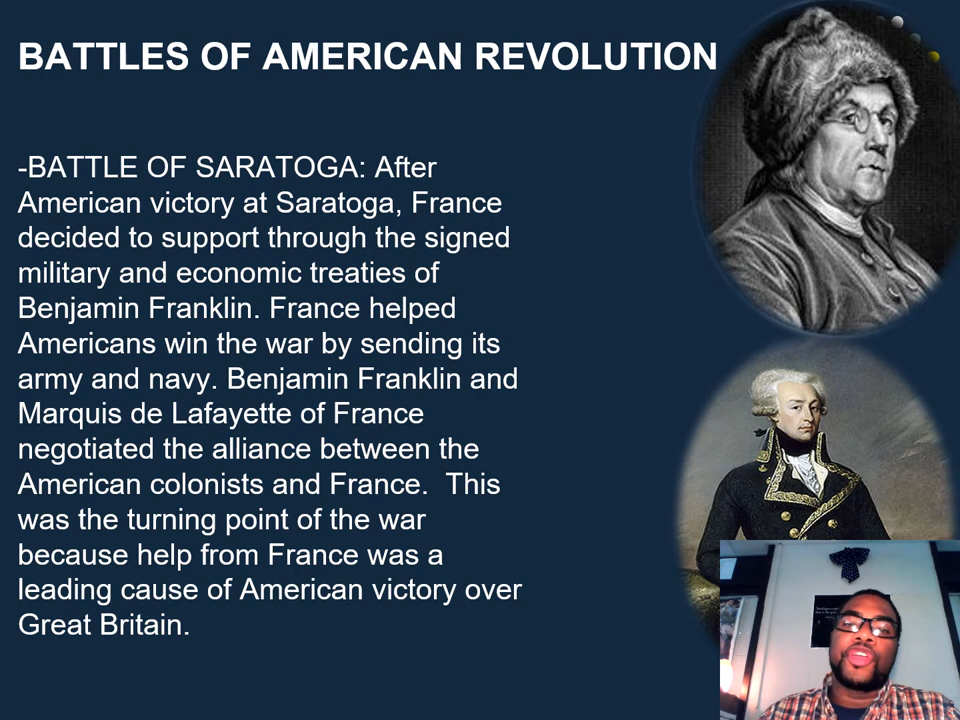 BATTLES OF AMERICAN REVOLUTION
-BATTLE OF SARATOGA: After
American victory at Saratoga, France
decided to support through the signed
military and economic treaties of
Benjamin Franklin. France helped
Americans win the war by sending its
army and navy. Benjamin Franklin and
Marquis de Lafayette of France
negotiated the alliance between the
American colonists and France.  This
was the turning point of the war
because help from France was a
leading cause of American victory over
Great Britain.